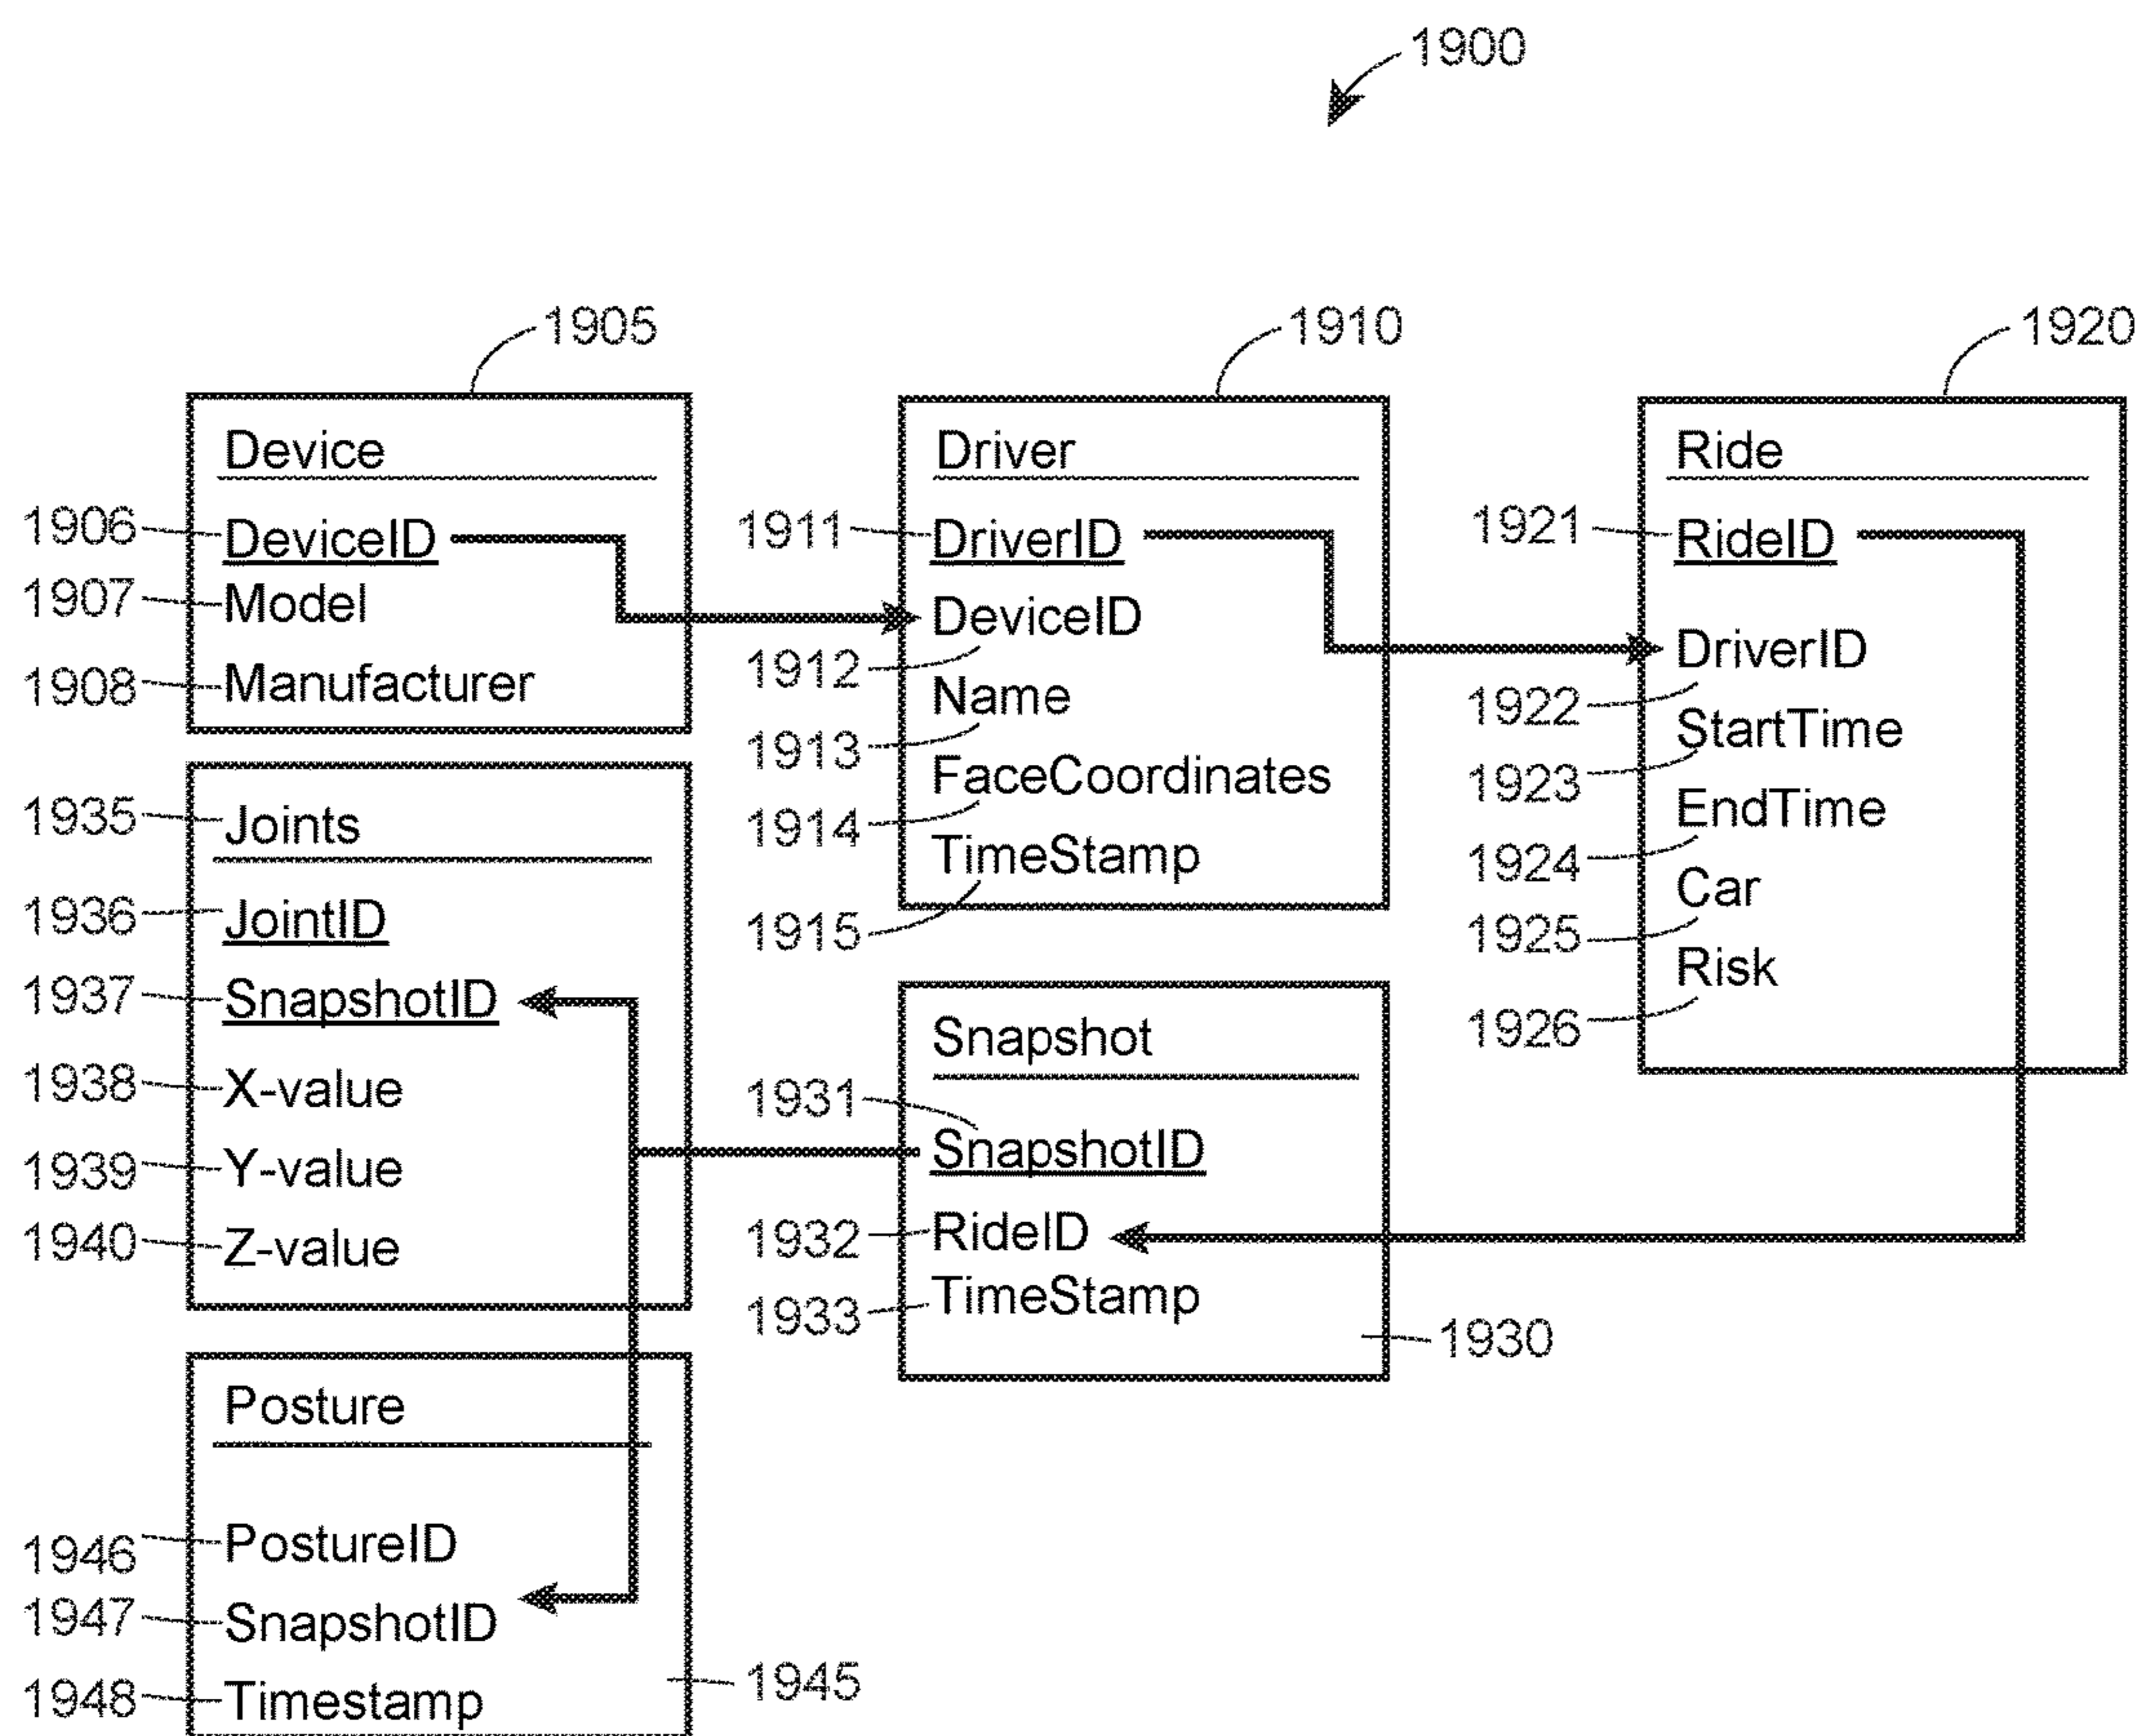 1900
1905
Device
1906 DeviceID
1907 Model
1908 Manufacturer
1910
Driver
1911 DriverID
DeviceID
1912
Name
1913
FaceCoordinates
1914
TimeStamp
1915
1920
Ride
1921 RideID
DriverID
1922
StartTime
1923
EndTime
1924
Car
1925
Risk
1926
1935 Joints
1936 JointID
1937 SnapshotID
1938 X-value
1939 Y-value
1940 Z-value
Snapshot
1931
SnapshotID
1932 RideID
1933 TimeStamp
1930
Posture
1946 PostureID
1947 SnapshotID
1948 Timestamp
1945